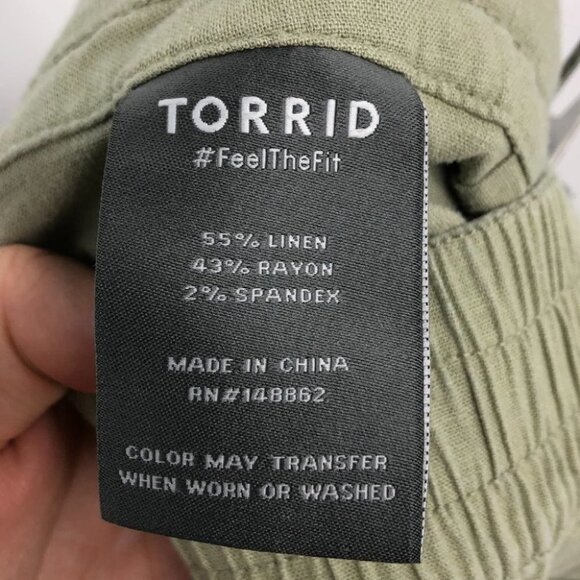 TORRID
#FeelTheFit
55% LINEN
43% RAYON
2% SPANDEX
MADE IN CHINA
RN#148862
COLOR MAY TRANSFER
WHEN WORN OR WASHED